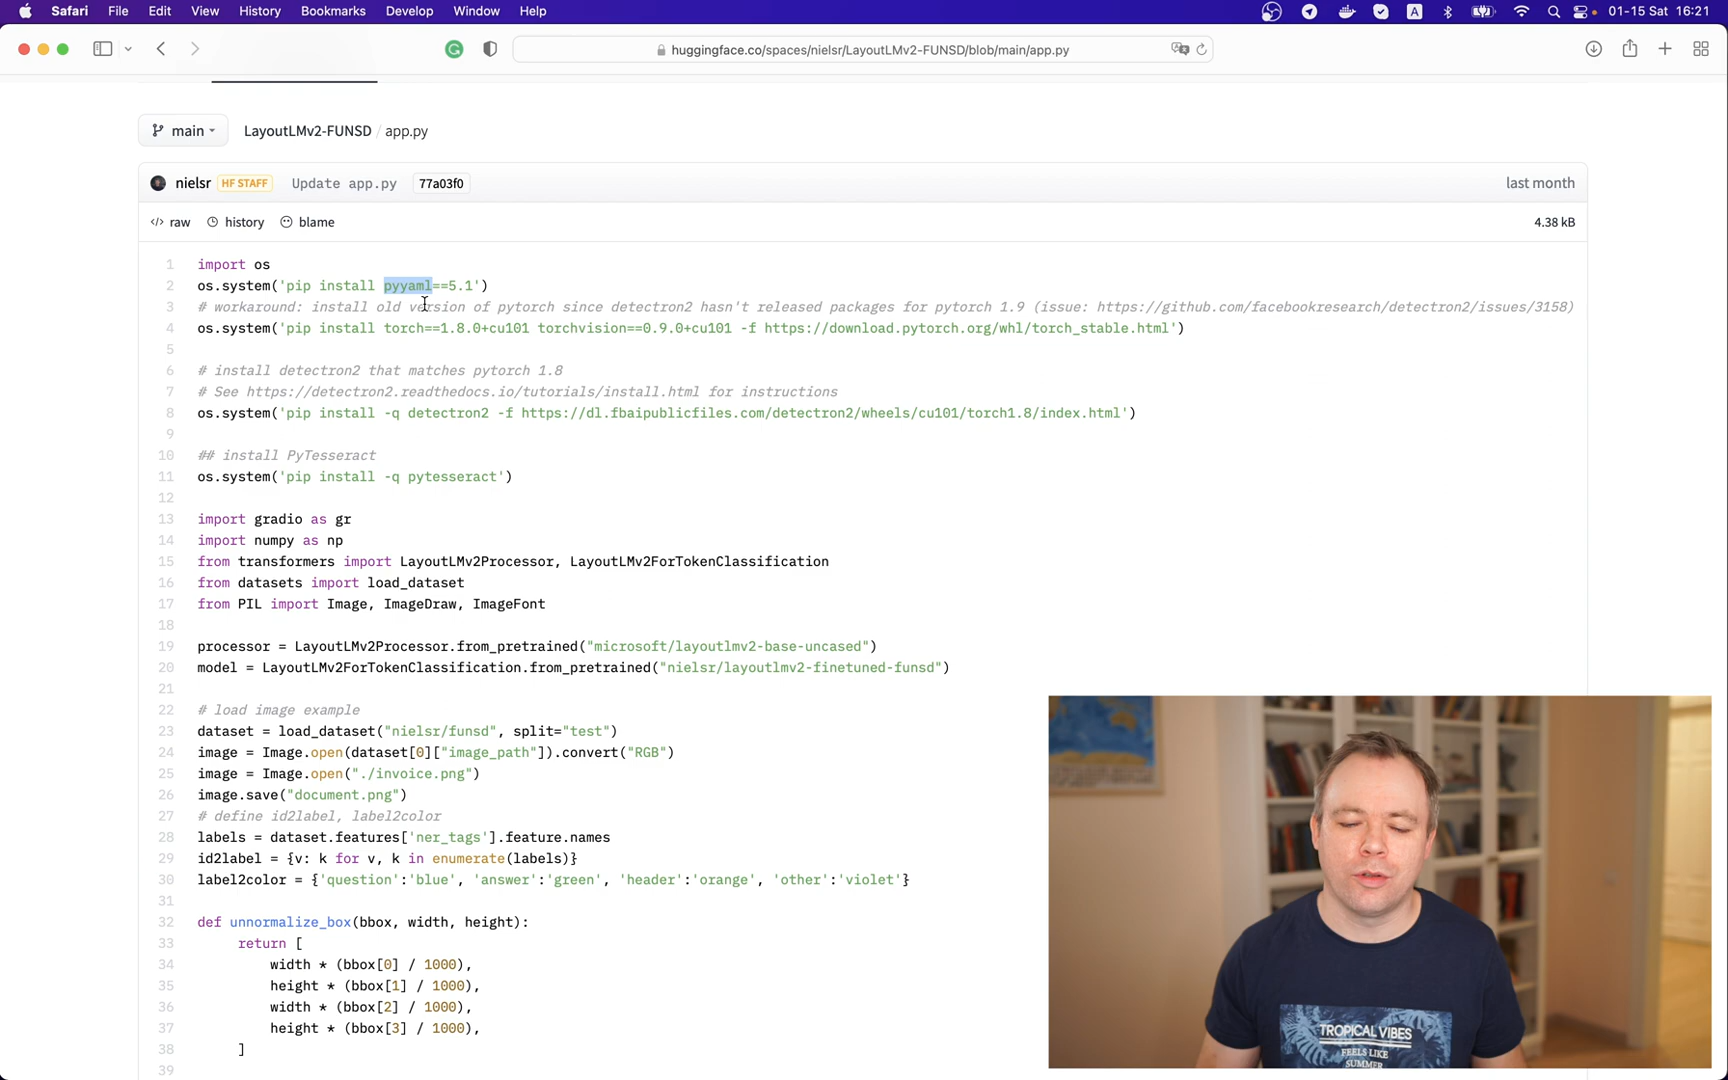 Safari File Edit View History Bookmarks Develop Window Help A 01-15 Sat 16:21
huggingface.co/spaces/nielsr/LayoutLMv2-FUNSD/blob/main/app.py
main LayoutLMv2-FUNSD / app.py
nielsr HF STAFF Update app.py 77a03f0 last month
</> raw history blame 4.38 kB
1 import os
2 os.system('pip install pyyaml==5.1')
3 # workaround: install old version of pytorch since detectron2 hasn't released packages for pytorch 1.9 (issue: https://github.com/facebookresearch/detectron2/issues/3158)
4 os.system('pip install torch==1.8.0+cu101 torchvision==0.9.0+cu101 -f https://download.pytorch.org/whl/torch_stable.html')
5
6 # install detectron2 that matches pytorch 1.8
7 # See https://detectron2.readthedocs.io/tutorials/install.html for instructions
8 os.system('pip install -q detectron2 -f https://dl.fbaipublicfiles.com/detectron2/wheels/cu101/torch1.8/index.html')
9
10 ## install PyTesseract
11 os.system('pip install -q pytesseract')
12
13 import gradio as gr
14 import numpy as np
15 from transformers import LayoutLMv2Processor, LayoutLMv2ForTokenClassification
16 from datasets import load_dataset
17 from PIL import Image, ImageDraw, ImageFont
18
19 processor = LayoutLMv2Processor.from_pretrained("microsoft/layoutlmv2-base-uncased")
20 model = LayoutLMv2ForTokenClassification.from_pretrained("nielsr/layoutlmv2-finetuned-funsd")
21
22 # load image example
23 dataset = load_dataset("nielsr/funsd", split="test")
24 image = Image.open(dataset[0]["image_path"]).convert("RGB")
25 image = Image.open("./invoice.png")
26 image.save("document.png")
27 # define id2label, label2color
28 labels = dataset.features['ner_tags'].feature.names
29 id2label = {v: k for v, k in enumerate(labels)}
30 label2color = {'question':'blue', 'answer':'green', 'header':'orange', 'other':'violet'}
31
32 def unnormalize_box(bbox, width, height):
33 return [
34 width * (bbox[0] / 1000),
35 height * (bbox[1] / 1000),
36 width * (bbox[2] / 1000),
37 height * (bbox[3] / 1000),
38 ]
39
TROPICAL VIBES
FEELS LIKE
SUMMER